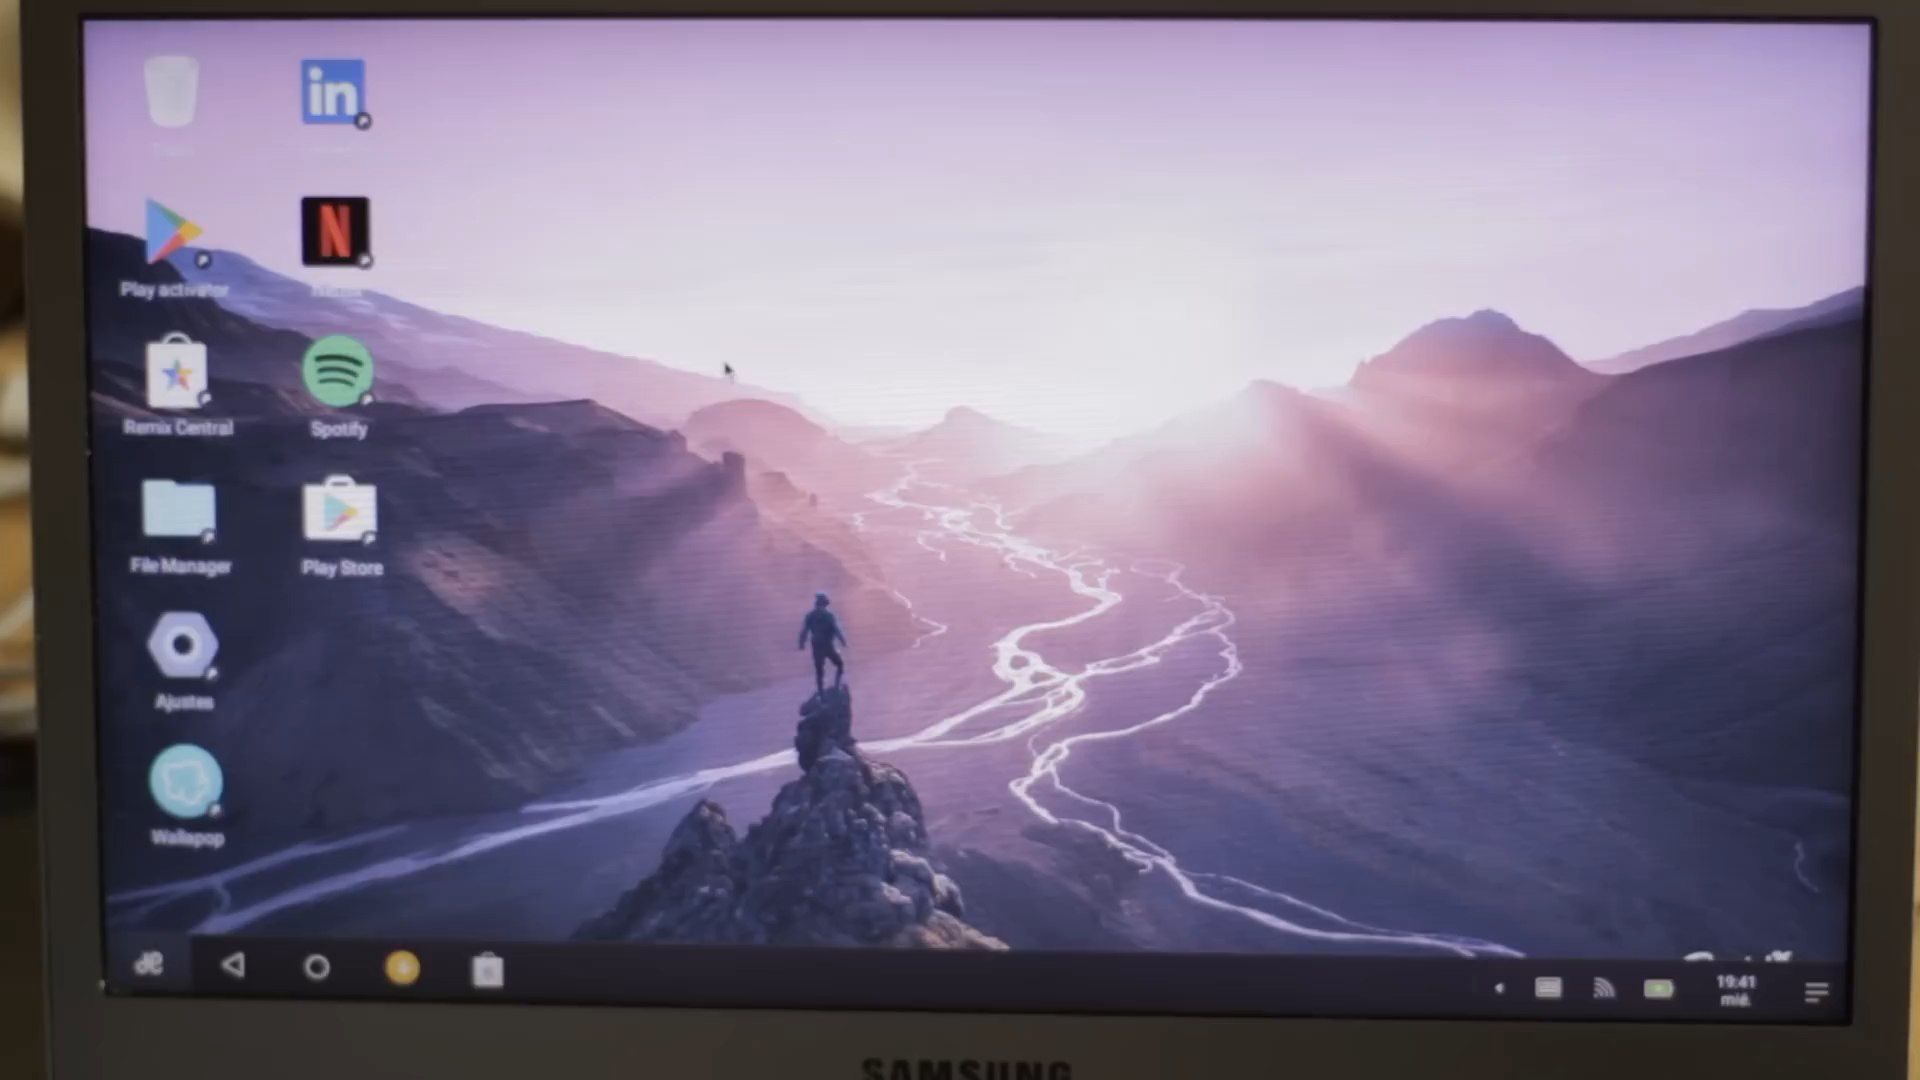 in
N
Play activator
Remix Central
Spotify
File Manager
Play Store
Ajustes
Wallapop
19:41
mié.
SAMSUNG